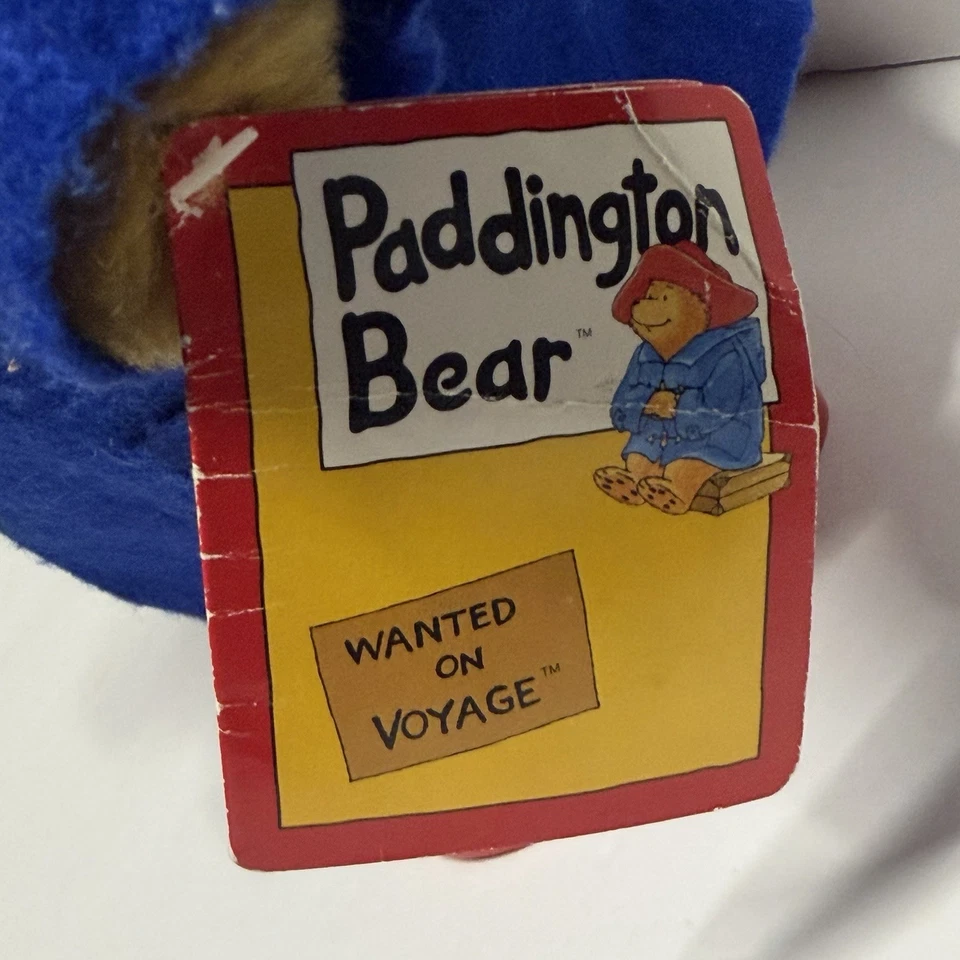 Paddington
Bear™
WANTED
ON
VOYAGE™